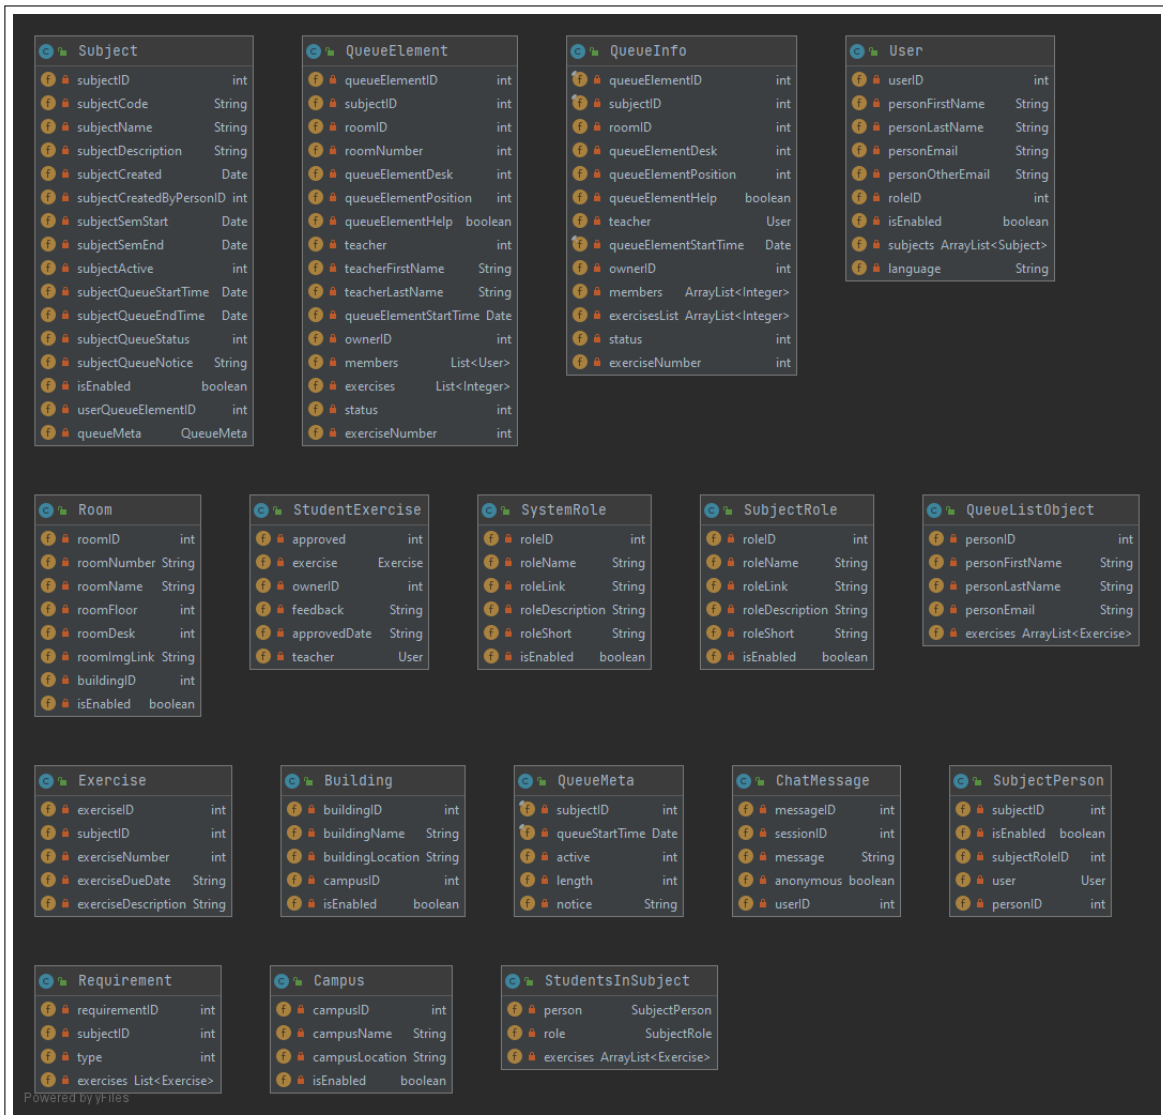 Subject
subjectID int
subjectCode String
subjectName String
subjectDescription String
subjectCreated Date
subjectCreatedByPersonID int
subjectSemStart Date
subjectSemEnd Date
subjectActive int
subjectQueueStartTime Date
subjectQueueEndTime Date
subjectQueueStatus int
subjectQueueNotice String
isEnabled boolean
userQueueElementID int
queueMeta QueueMeta
QueueElement
queueElementID int
subjectID int
roomID int
roomNumber int
queueElementDesk int
queueElementPosition int
queueElementHelp boolean
teacher int
teacherFirstName String
teacherLastName String
queueElementStartTime Date
ownerID int
members List<User>
exercises List<Integer>
status int
exerciseNumber int
QueueInfo
queueElementID int
subjectID int
roomID int
queueElementDesk int
queueElementPosition int
queueElementHelp boolean
teacher User
queueElementStartTime Date
ownerID int
members ArrayList<Integer>
exercisesList ArrayList<Integer>
status int
exerciseNumber int
User
userID int
personFirstName String
personLastName String
personEmail String
personOtherEmail String
roleID int
isEnabled boolean
subjects ArrayList<Subject>
language String
Room
roomID int
roomNumber String
roomName String
roomFloor int
roomDesk int
roomImgLink String
buildingID int
isEnabled boolean
StudentExercise
approved int
exercise Exercise
ownerID int
feedback String
approvedDate String
teacher User
SystemRole
roleID int
roleName String
roleLink String
roleDescription String
roleShort String
isEnabled boolean
SubjectRole
roleID int
roleName String
roleLink String
roleDescription String
roleShort String
isEnabled boolean
QueueListObject
personID int
personFirstName String
personLastName String
personEmail String
exercises ArrayList<Exercise>
Exercise
exerciseID int
subjectID int
exerciseNumber int
exerciseDueDate String
exerciseDescription String
Building
buildingID int
buildingName String
buildingLocation String
campusID int
isEnabled boolean
QueueMeta
subjectID int
queueStartTime Date
active int
length int
notice String
ChatMessage
messageID int
sessionID int
message String
anonymous boolean
userID int
SubjectPerson
subjectID int
isEnabled boolean
subjectRoleID int
user User
personID int
Requirement
requirementID int
subjectID int
type int
exercises List<Exercise>
Campus
campusID int
campusName String
campusLocation String
isEnabled boolean
StudentsInSubject
person SubjectPerson
role SubjectRole
exercises ArrayList<Exercise>
Powered by yFiles